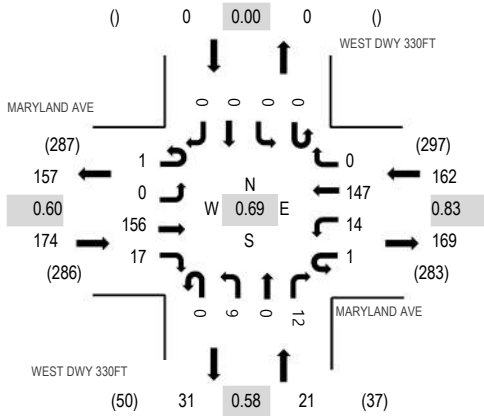 () 0 0.00 0 ()
WEST DWY 330FT
MARYLAND AVE
0 0 0 0
(287) (297)
157 1 0 162
0 N 147
0.60 W 0.69 E 0.83
156 S 14
174 17 1 169
(286) (283)
0 9 0 12
MARYLAND AVE
WEST DWY 330FT
(50) 31 0.58 21 (37)